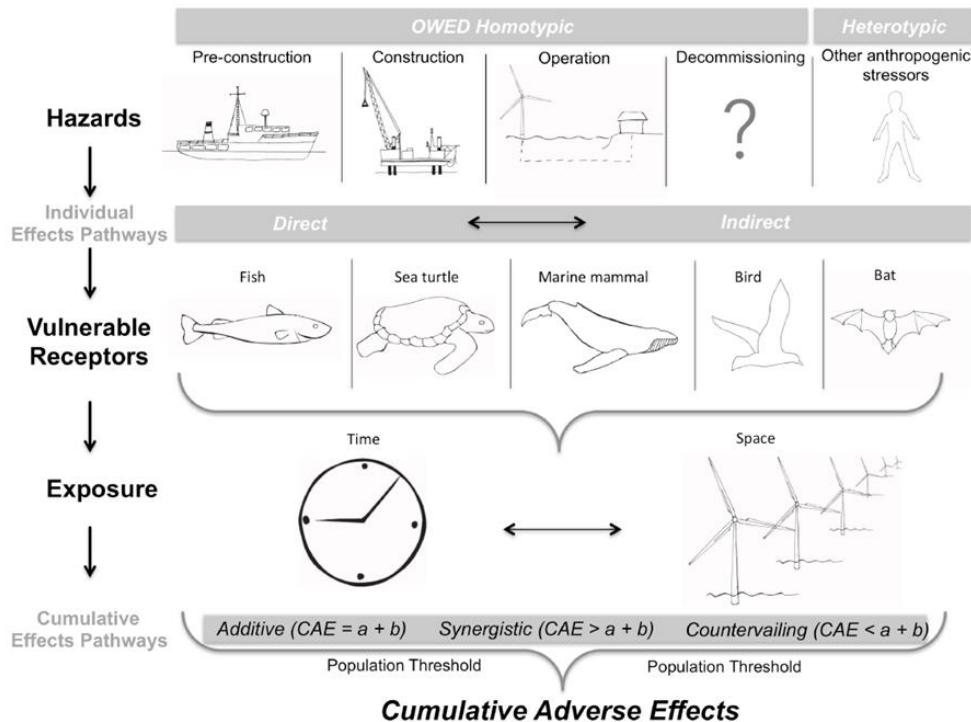 OWED Homotypic
Heterotypic
Pre-construction
Construction
Operation
Decommissioning
Other anthropogenic
stressors
Hazards
?
Individual
Effects Pathways
Direct
Indirect
Fish
Sea turtle
Marine mammal
Bird
Bat
Vulnerable
Receptors
Time
Space
Exposure
Cumulative
Effects Pathways
Additive (CAE = a + b)
Synergistic (CAE > a + b)
Countervailing (CAE < a + b)
Population Threshold
Population Threshold
Cumulative Adverse Effects